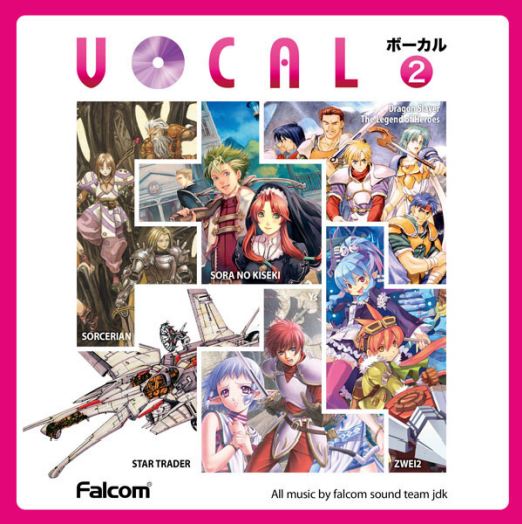 VOCAL ボーカル
2
Dragon Slayer
The Legend of Heroes
SORA NO KISEKI
SORCERIAN
Ys
STAR TRADER
ZWEI2
Falcom
All music by falcom sound team jdk